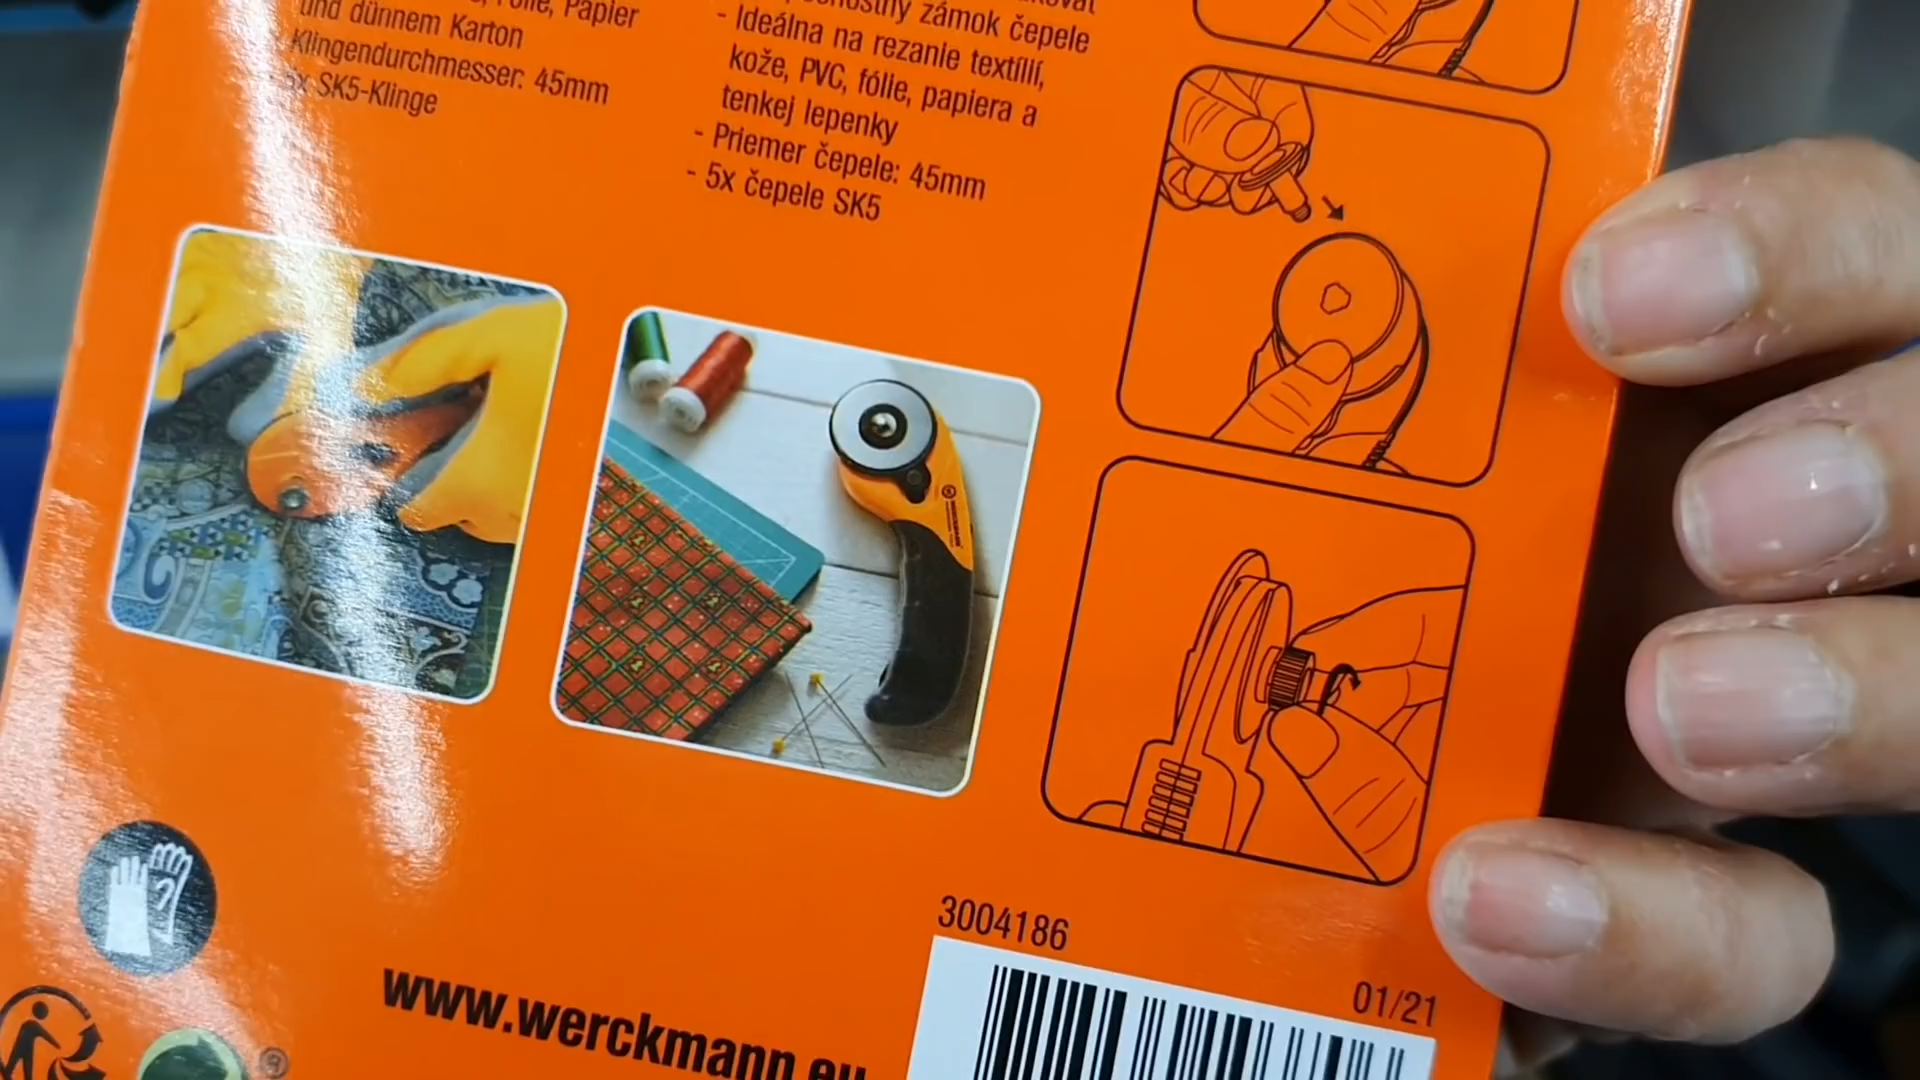 Folie, Papier
und dünnem Karton
Klingendurchmesser: 45mm
5x SK5-Klinge
zámok čepele
- Ideálna na rezanie textílií,
kože, PVC, fólie, papiera a
tenkej lepenky
- Priemer čepele: 45mm
- 5x čepele SK5
3004186
01/21
www.werckmann.eu
®